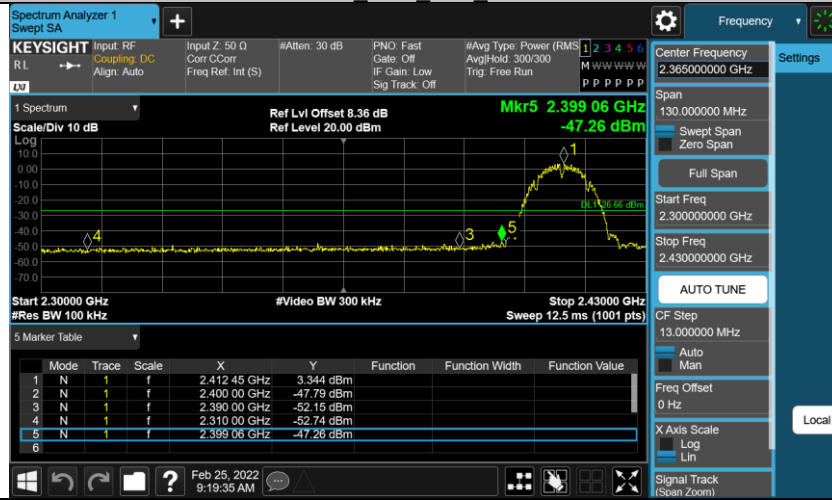 Spectrum Analyzer 1
Swept SA
Frequency
KEYSIGHT Input: RF Input Z: 50 Ω #Atten: 30 dB PNO: Fast #Avg Type: Power (RMS 1 2 3 4 5 6
RL Coupling: DC Corr CCorr Gate: Off Avg|Hold: 300/300 M W W W W W
Align: Auto Freq Ref: Int (S) IF Gain: Low Trig: Free Run
Sig Track: Off P P P P P P
LXI
1 Spectrum
Ref Lvl Offset 8.36 dB Mkr5 2.399 06 GHz
Scale/Div 10 dB Ref Level 20.00 dBm -47.26 dBm
Log
10.0
0.00
-10.0
-20.0
-30.0
-40.0
-50.0
-60.0
-70.0
1
DL1 -26.66 dBm
4
3
5
Start 2.30000 GHz #Video BW 300 kHz Stop 2.43000 GHz
#Res BW 100 kHz Sweep 12.5 ms (1001 pts)
5 Marker Table
Mode Trace Scale X Y Function Function Width Function Value
1 N 1 f 2.412 45 GHz 3.344 dBm
2 N 1 f 2.400 00 GHz -47.79 dBm
3 N 1 f 2.390 00 GHz -52.15 dBm
4 N 1 f 2.310 00 GHz -52.74 dBm
5 N 1 f 2.399 06 GHz -47.26 dBm
6
?
Feb 25, 2022
9:19:35 AM
Center Frequency
2.365000000 GHz
Span
130.000000 MHz
Swept Span
Zero Span
Full Span
Start Freq
2.300000000 GHz
Stop Freq
2.430000000 GHz
AUTO TUNE
CF Step
13.000000 MHz
Auto
Man
Freq Offset
0 Hz
X Axis Scale
Log
Lin
Signal Track
(Span Zoom)
Settings
Local